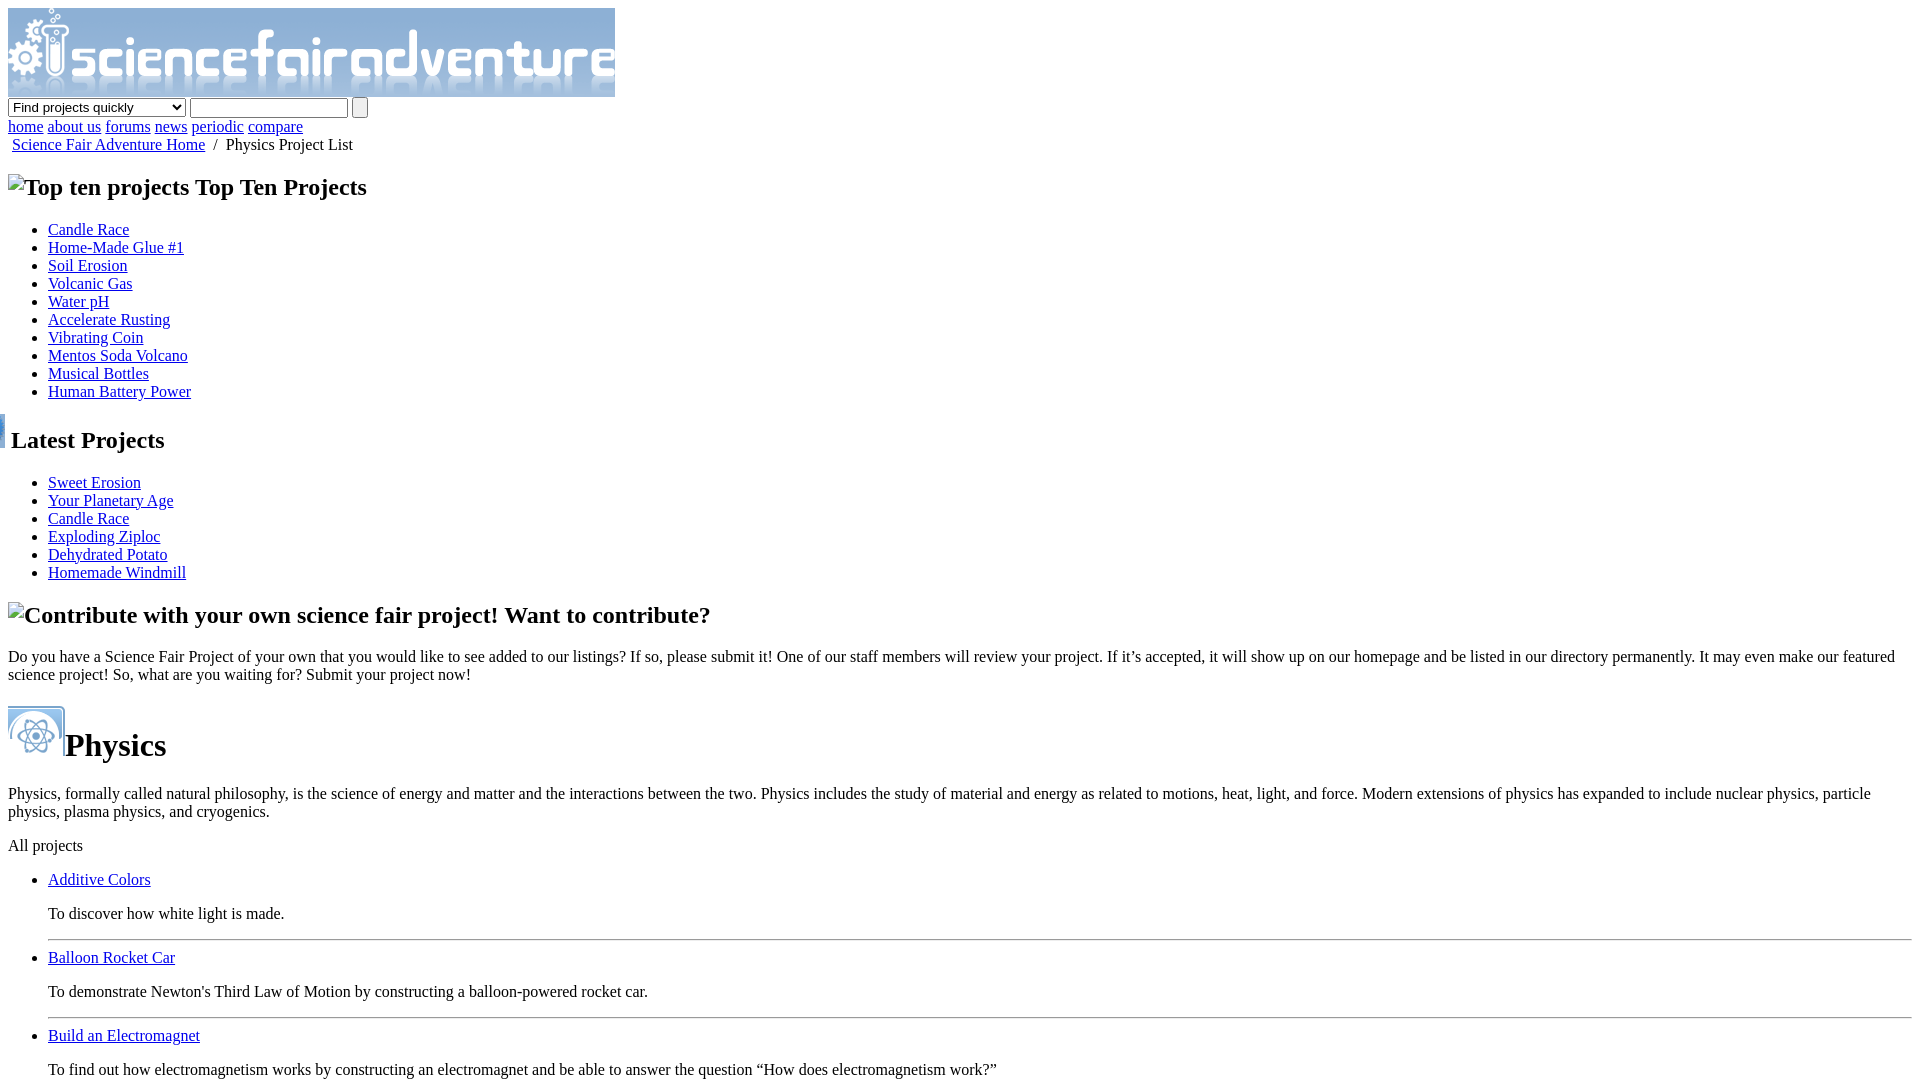 sciencefairadventure
Find projects quickly
home about us forums news periodic compare
Science Fair Adventure Home / Physics Project List
Top ten projects Top Ten Projects
Candle Race
Home-Made Glue #1
Soil Erosion
Volcanic Gas
Water pH
Accelerate Rusting
Vibrating Coin
Mentos Soda Volcano
Musical Bottles
Human Battery Power
Latest Projects
Sweet Erosion
Your Planetary Age
Candle Race
Exploding Ziploc
Dehydrated Potato
Homemade Windmill
Contribute with your own science fair project! Want to contribute?
Do you have a Science Fair Project of your own that you would like to see added to our listings? If so, please submit it! One of our staff members will review your project. If it’s accepted, it will show up on our homepage and be listed in our directory permanently. It may even make our featured
science project! So, what are you waiting for? Submit your project now!
Physics
Physics, formally called natural philosophy, is the science of energy and matter and the interactions between the two. Physics includes the study of material and energy as related to motions, heat, light, and force. Modern extensions of physics has expanded to include nuclear physics, particle
physics, plasma physics, and cryogenics.
All projects
Additive Colors
To discover how white light is made.
Balloon Rocket Car
To demonstrate Newton's Third Law of Motion by constructing a balloon-powered rocket car.
Build an Electromagnet
To find out how electromagnetism works by constructing an electromagnet and be able to answer the question “How does electromagnetism work?”